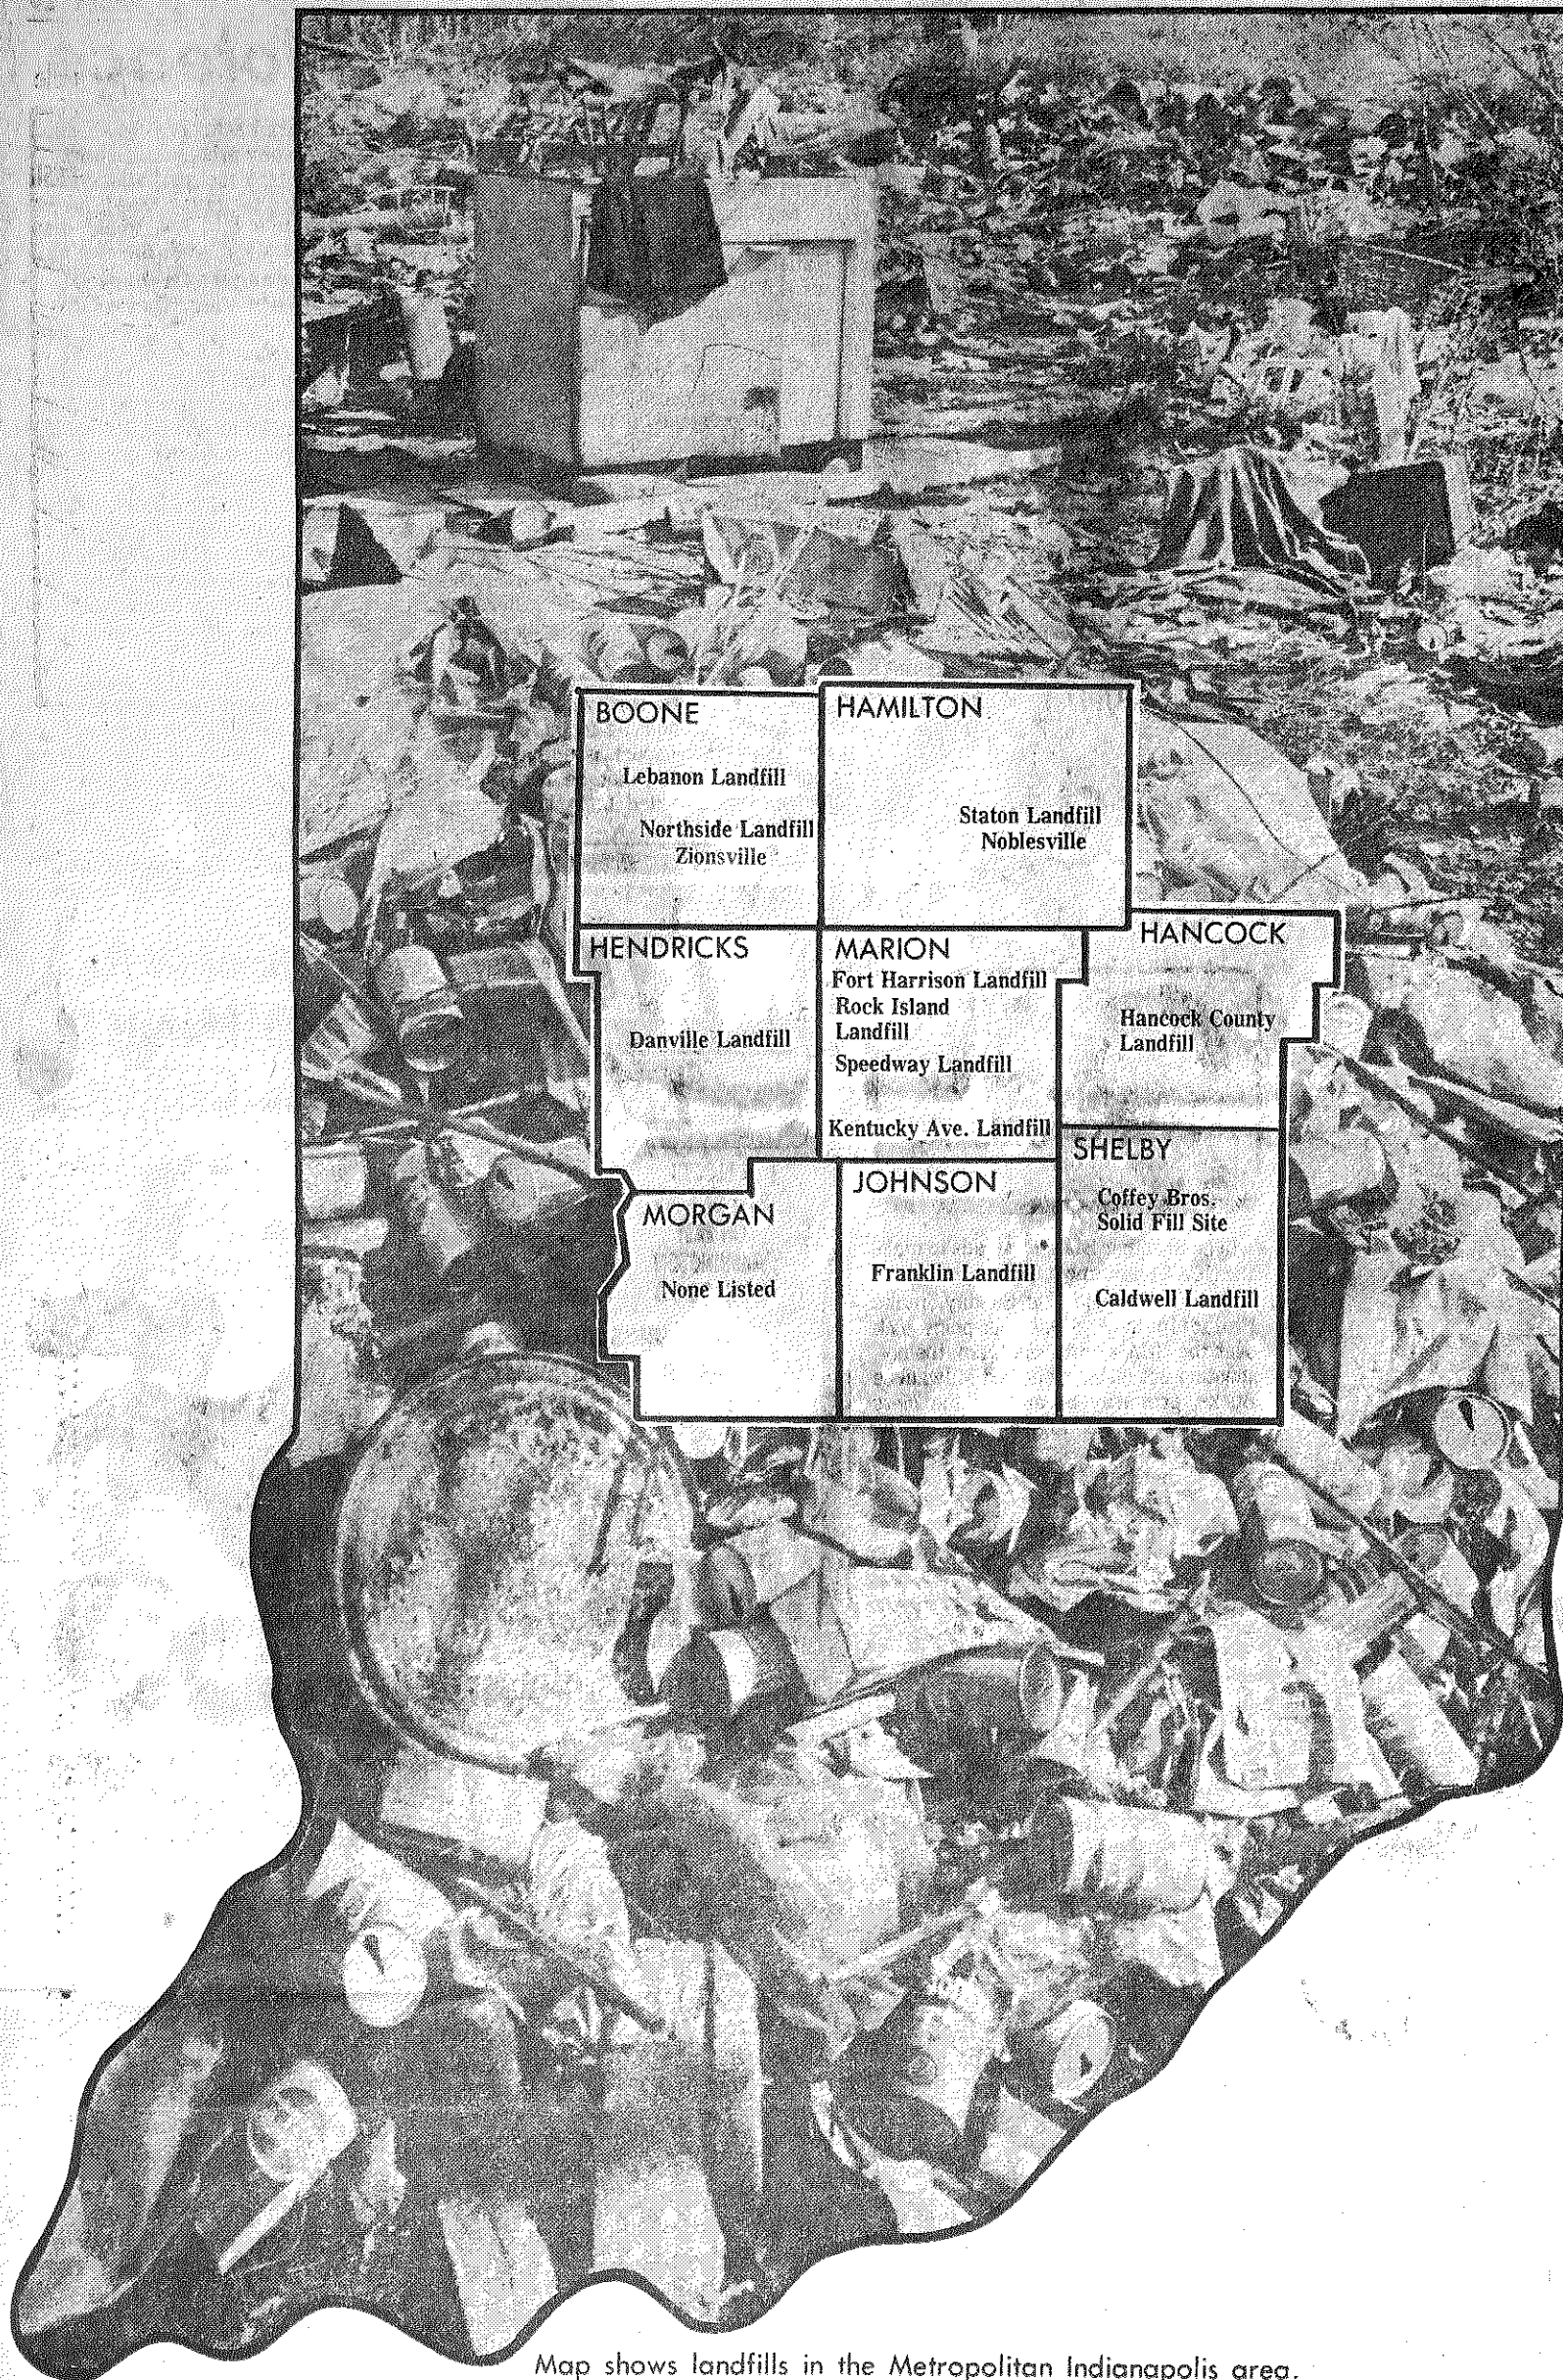 BOONE
Lebanon Landfill
Northside Landfill
Zionsville
HAMILTON
Staton Landfill
Noblesville
HENDRICKS
Danville Landfill
MARION
Fort Harrison Landfill
Rock Island
Landfill
Speedway Landfill
Kentucky Ave. Landfill
HANCOCK
Hancock County
Landfill
MORGAN
None Listed
JOHNSON
Franklin Landfill
SHELBY
Coffey Bros.
Solid Fill Site
Caldwell Landfill
Map shows landfills in the Metropolitan Indianapolis area.